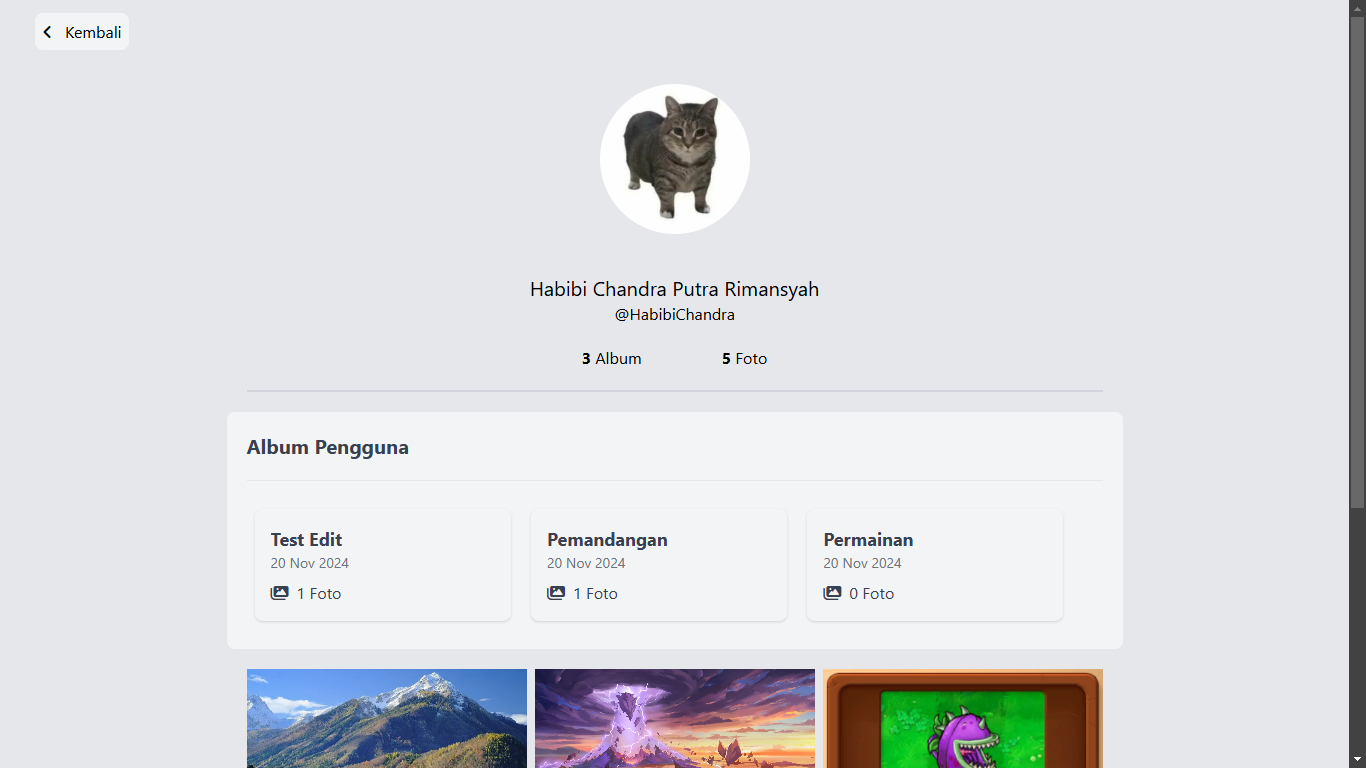 Kembali
Habibi Chandra Putra Rimansyah
@HabibiChandra
3 Album 5 Foto
Album Pengguna
Test Edit
20 Nov 2024
1 Foto
Pemandangan
20 Nov 2024
1 Foto
Permainan
20 Nov 2024
0 Foto